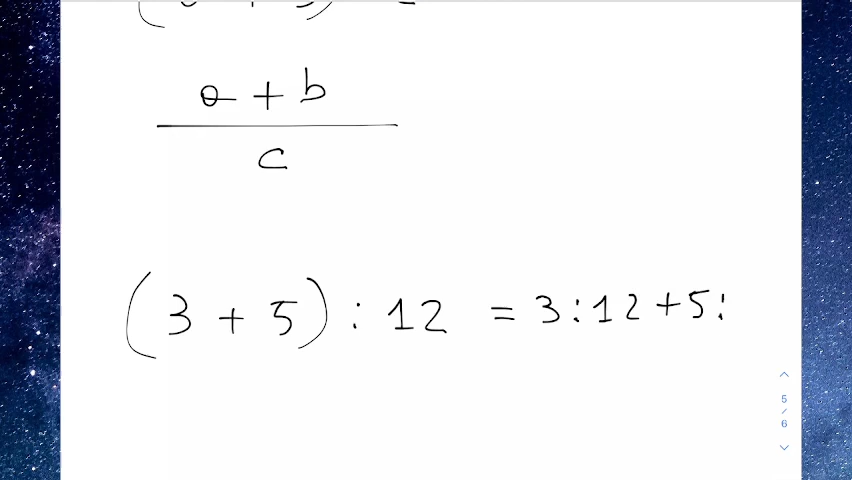 a + b
c
(3 + 5) : 12 = 3:12+5:
5
/
6